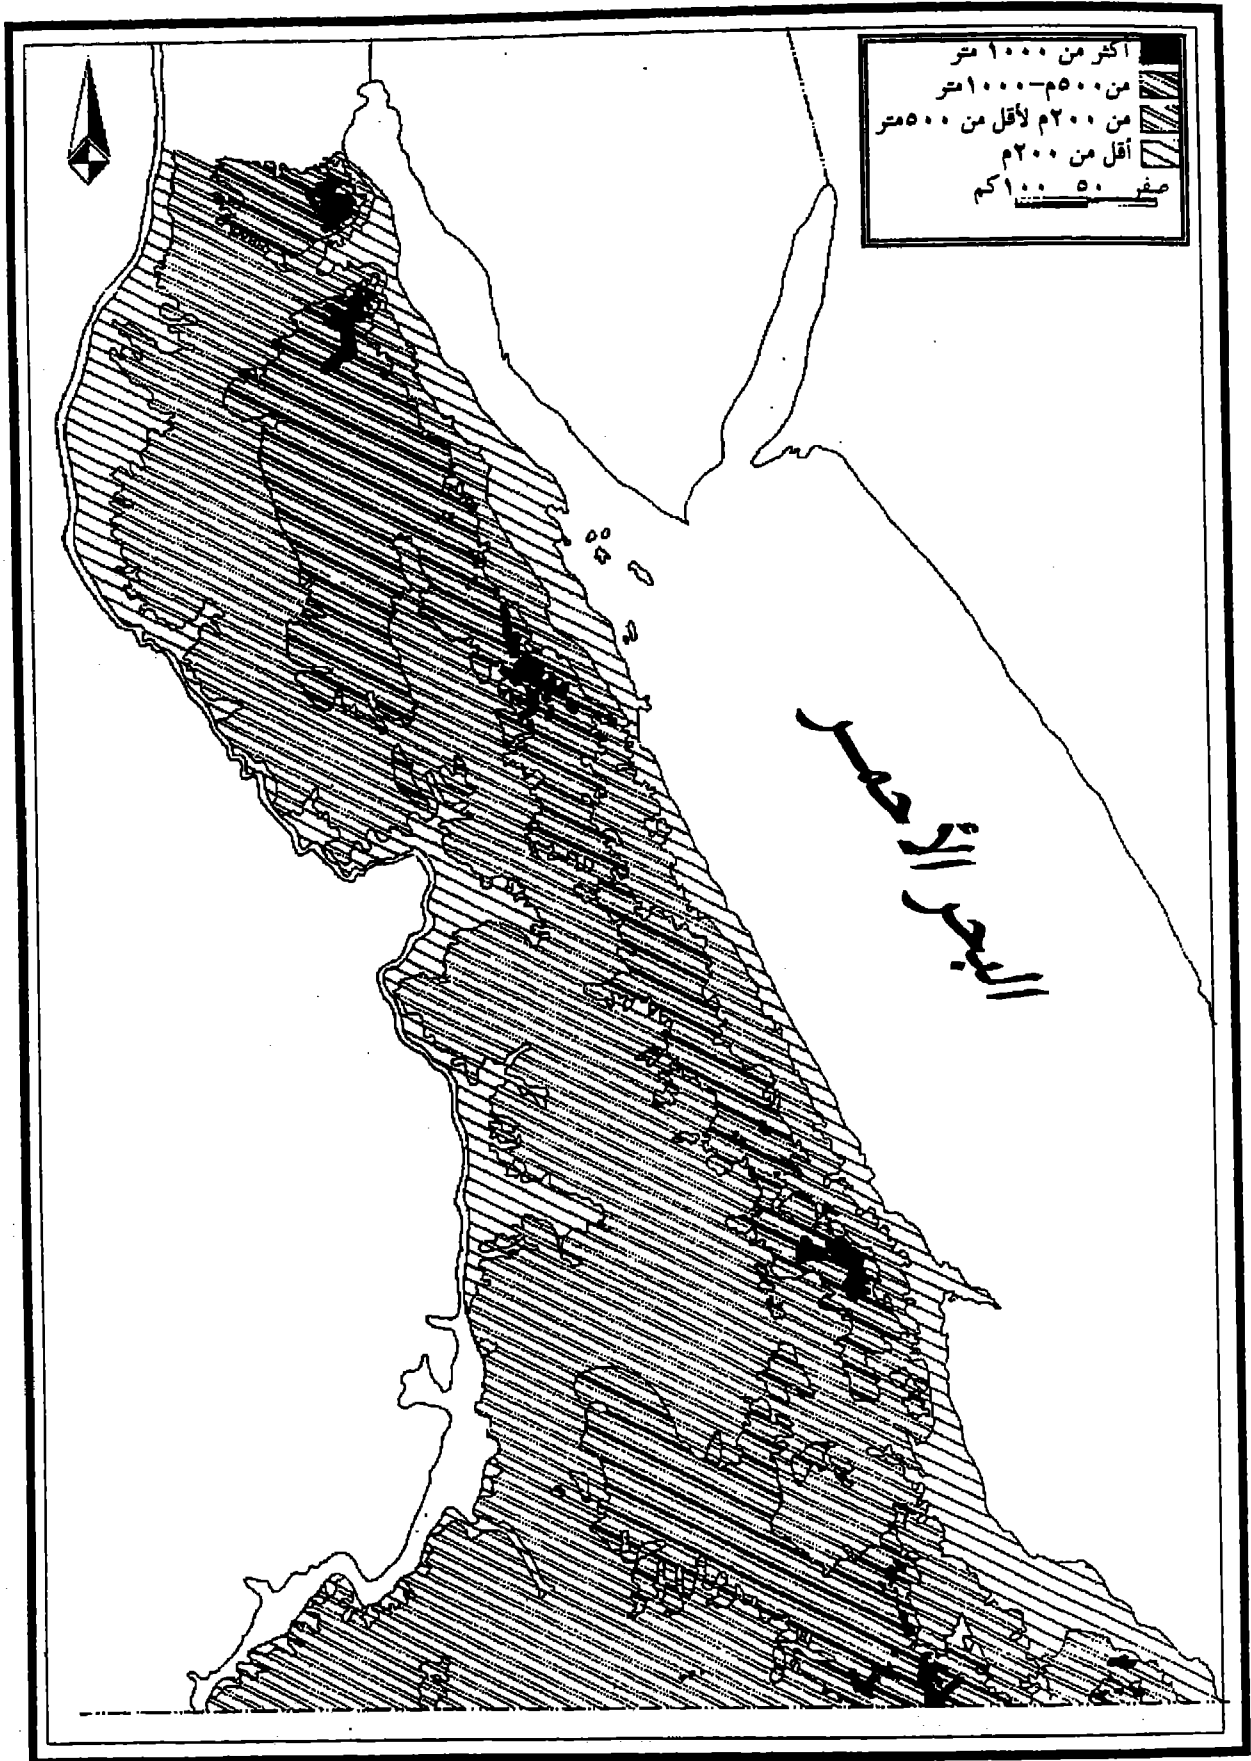 أكثر من ١٠٠٠ متر
من ٥٠٠م-١٠٠٠متر
من ٢٠٠م لأقل من ٥٠٠متر
أقل من ٢٠٠م
صفر ٥٠ ١٠٠كم
البحر الأحمر